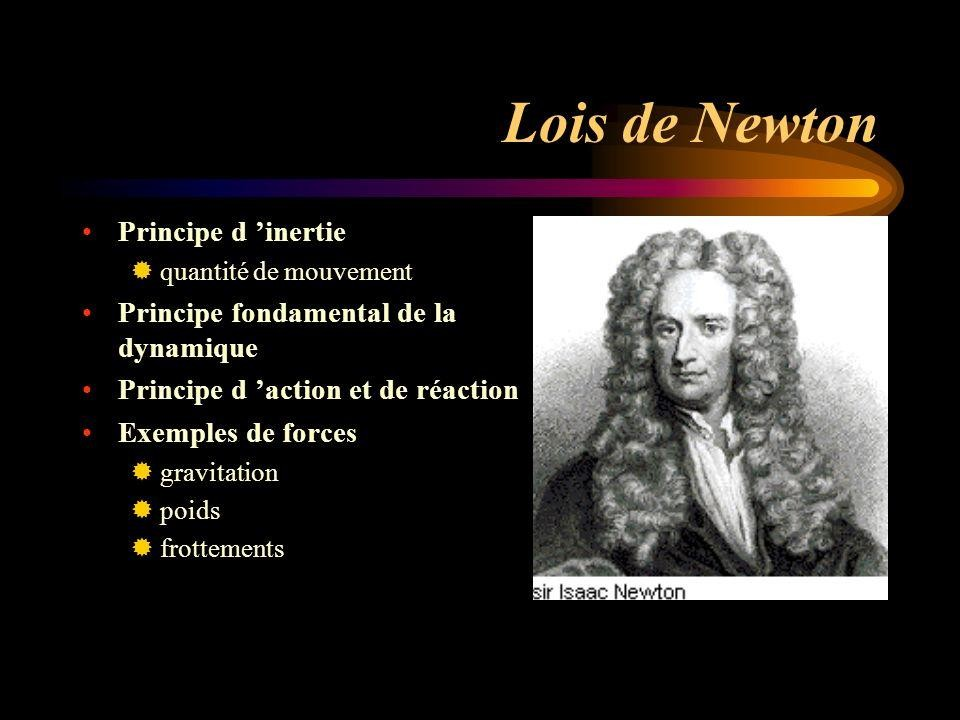 Lois de Newton
• Principe d ’inertie
quantité de mouvement
• Principe fondamental de la
dynamique
• Principe d ’action et de réaction
• Exemples de forces
gravitation
poids
frottements
sir Isaac Newton